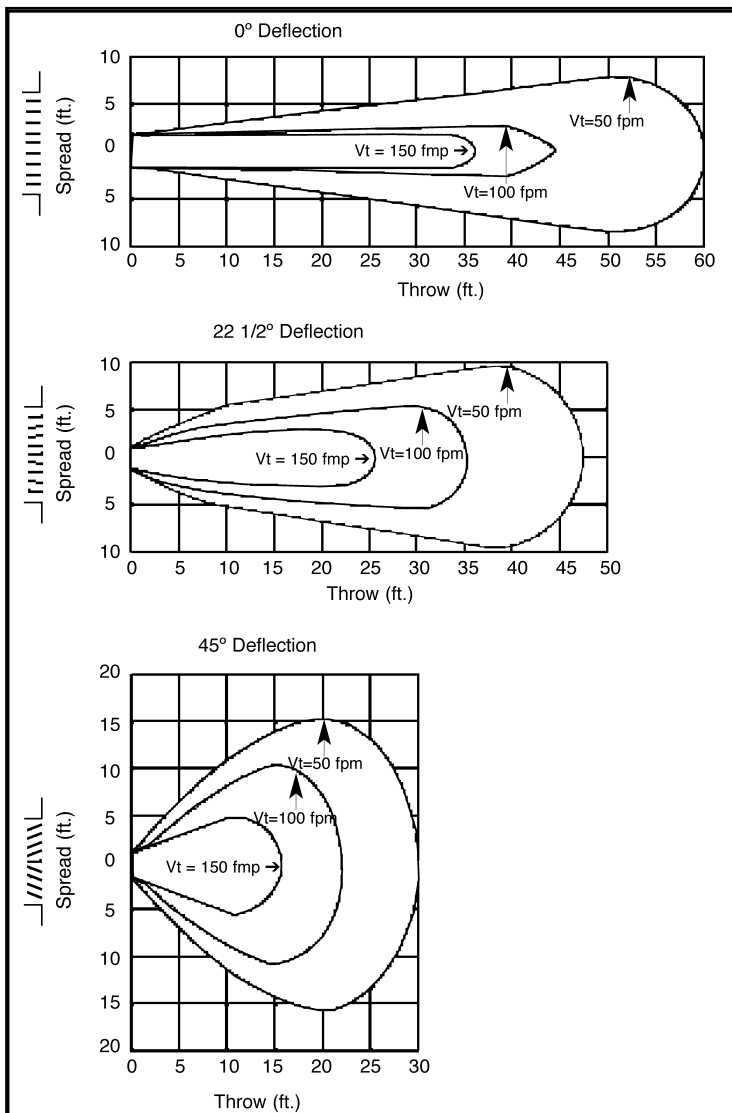 0º Deflection
10
5
0
5
10
Spread (ft.)
Vt=50 fpm
Vt = 150 fmp
Vt=100 fpm
0 5 10 15 20 25 30 35 40 45 50 55 60
Throw (ft.)
22 1/2º Deflection
10
5
0
5
10
Spread (ft.)
Vt=50 fpm
Vt = 150 fmp
Vt=100 fpm
0 5 10 15 20 25 30 35 40 45 50
Throw (ft.)
45º Deflection
20
15
10
5
0
5
10
15
20
Spread (ft.)
Vt=50 fpm
Vt=100 fpm
Vt = 150 fmp
0 5 10 15 20 25 30
Throw (ft.)